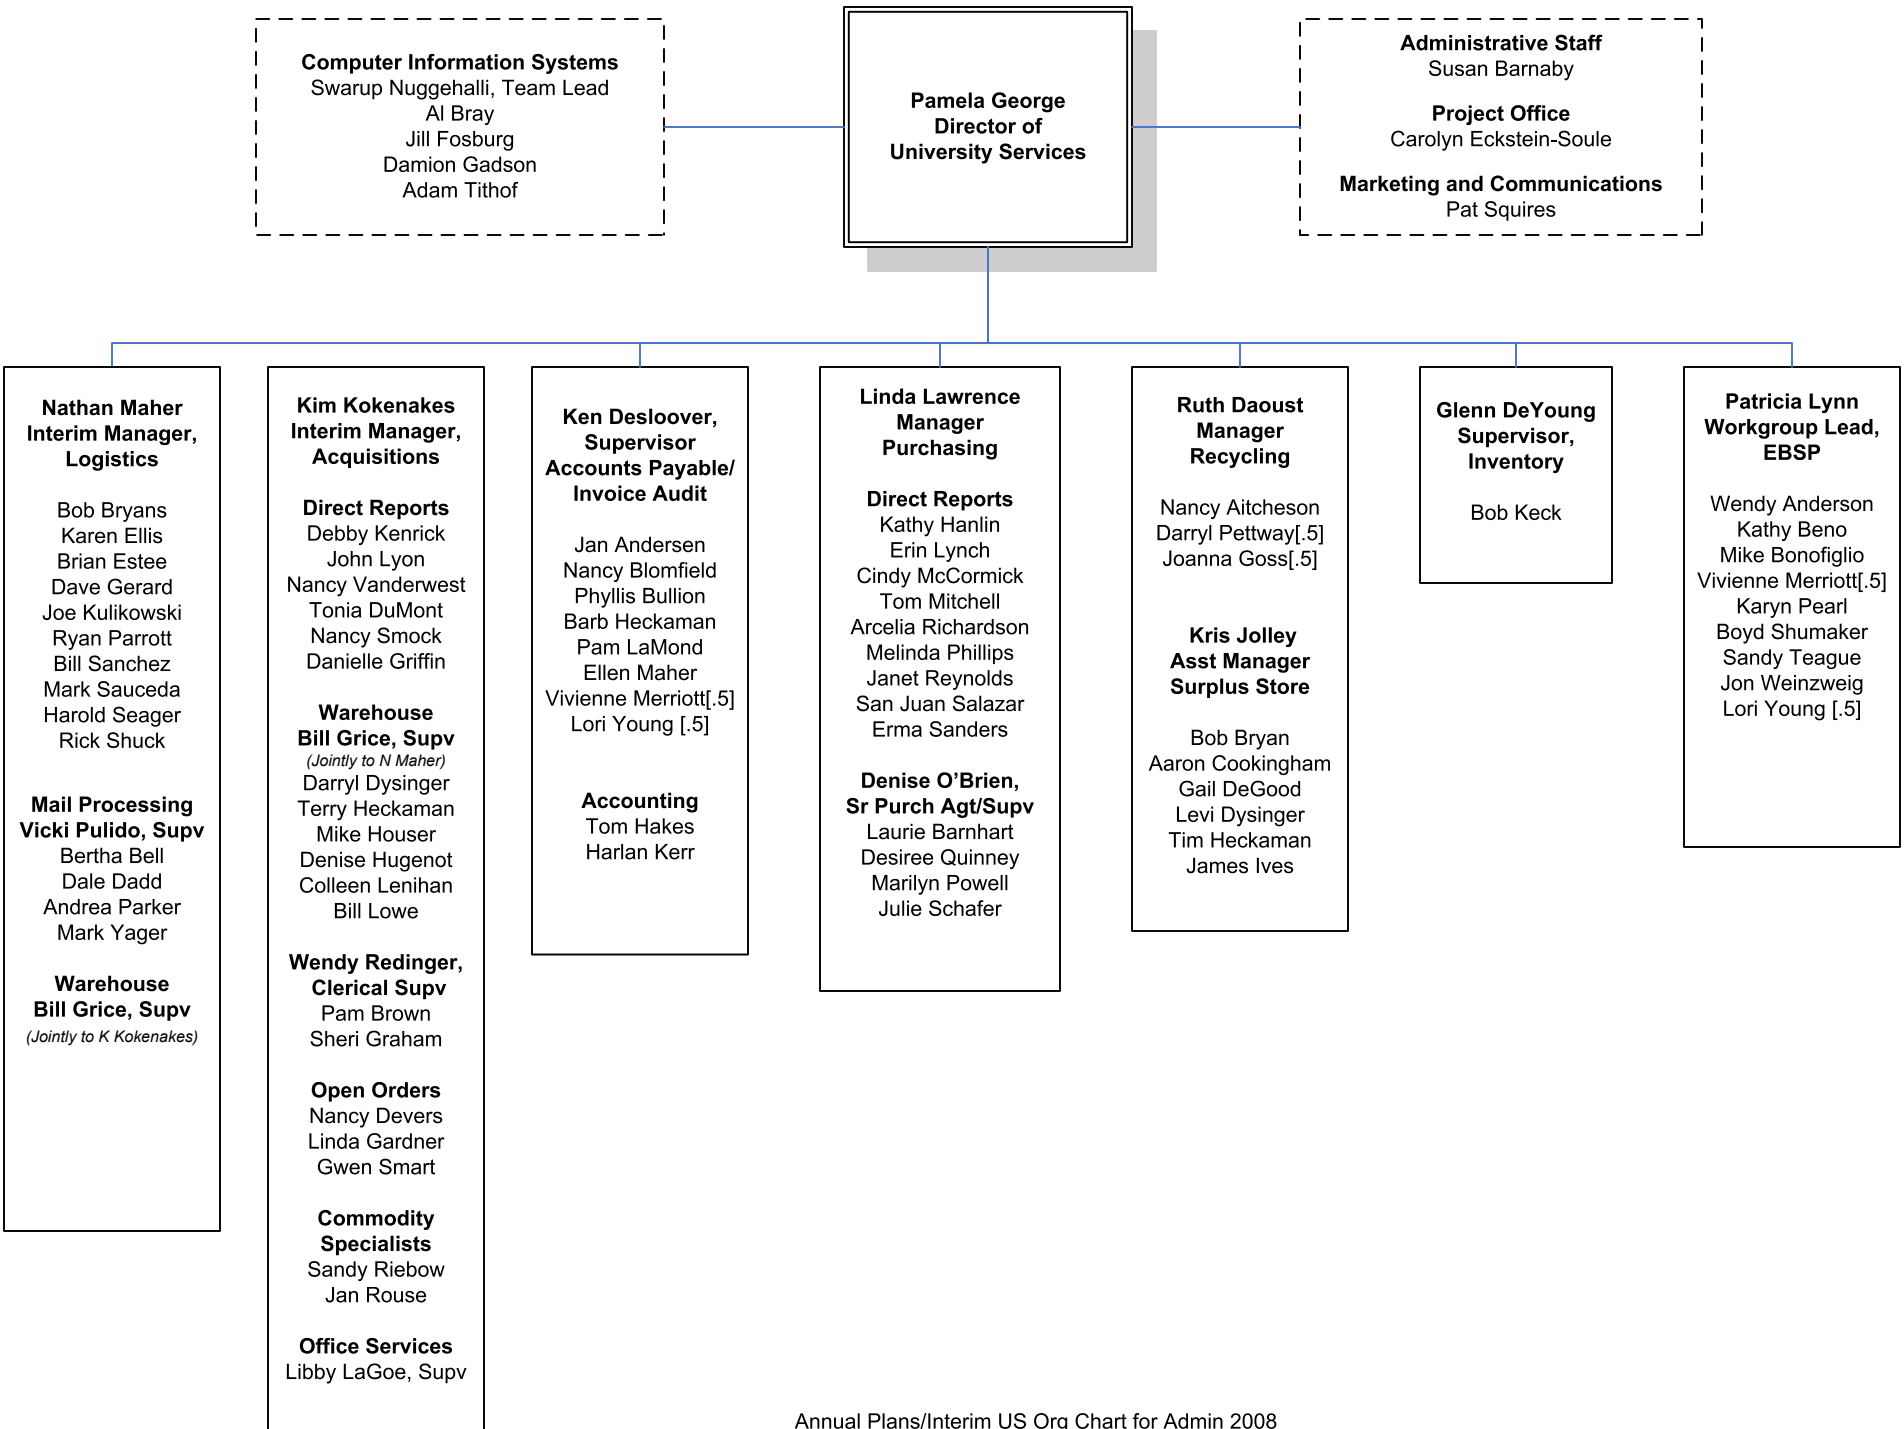 Computer Information Systems
Swarup Nuggehalli, Team Lead
Al Bray
Jill Fosburg
Damion Gadson
Adam Tithof
Pamela George
Director of
University Services
Administrative Staff
Susan Barnaby
Project Office
Carolyn Eckstein-Soule
Marketing and Communications
Pat Squires
Nathan Maher
Interim Manager,
Logistics
Bob Bryans
Karen Ellis
Brian Estee
Dave Gerard
Joe Kulikowski
Ryan Parrott
Bill Sanchez
Mark Sauceda
Harold Seager
Rick Shuck
Mail Processing
Vicki Pulido, Supv
Bertha Bell
Dale Dadd
Andrea Parker
Mark Yager
Warehouse
Bill Grice, Supv
(Jointly to K Kokenakes)
Kim Kokenakes
Interim Manager,
Acquisitions
Direct Reports
Debby Kenrick
John Lyon
Nancy Vanderwest
Tonia DuMont
Nancy Smock
Danielle Griffin
Warehouse
Bill Grice, Supv
(Jointly to N Maher)
Darryl Dysinger
Terry Heckaman
Mike Houser
Denise Hugenot
Colleen Lenihan
Bill Lowe
Wendy Redinger,
Clerical Supv
Pam Brown
Sheri Graham
Open Orders
Nancy Devers
Linda Gardner
Gwen Smart
Commodity
Specialists
Sandy Riebow
Jan Rouse
Office Services
Libby LaGoe, Supv
Ken Desloover,
Supervisor
Accounts Payable/
Invoice Audit
Jan Andersen
Nancy Blomfield
Phyllis Bullion
Barb Heckaman
Pam LaMond
Ellen Maher
Vivienne Merriott[.5]
Lori Young [.5]
Accounting
Tom Hakes
Harlan Kerr
Linda Lawrence
Manager
Purchasing
Direct Reports
Kathy Hanlin
Erin Lynch
Cindy McCormick
Tom Mitchell
Arcelia Richardson
Melinda Phillips
Janet Reynolds
San Juan Salazar
Erma Sanders
Denise O’Brien,
Sr Purch Agt/Supv
Laurie Barnhart
Desiree Quinney
Marilyn Powell
Julie Schafer
Ruth Daoust
Manager
Recycling
Nancy Aitcheson
Darryl Pettway[.5]
Joanna Goss[.5]
Kris Jolley
Asst Manager
Surplus Store
Bob Bryan
Aaron Cookingham
Gail DeGood
Levi Dysinger
Tim Heckaman
James Ives
Glenn DeYoung
Supervisor,
Inventory
Bob Keck
Patricia Lynn
Workgroup Lead,
EBSP
Wendy Anderson
Kathy Beno
Mike Bonofiglio
Vivienne Merriott[.5]
Karyn Pearl
Boyd Shumaker
Sandy Teague
Jon Weinzweig
Lori Young [.5]
Annual Plans/Interim US Org Chart for Admin 2008